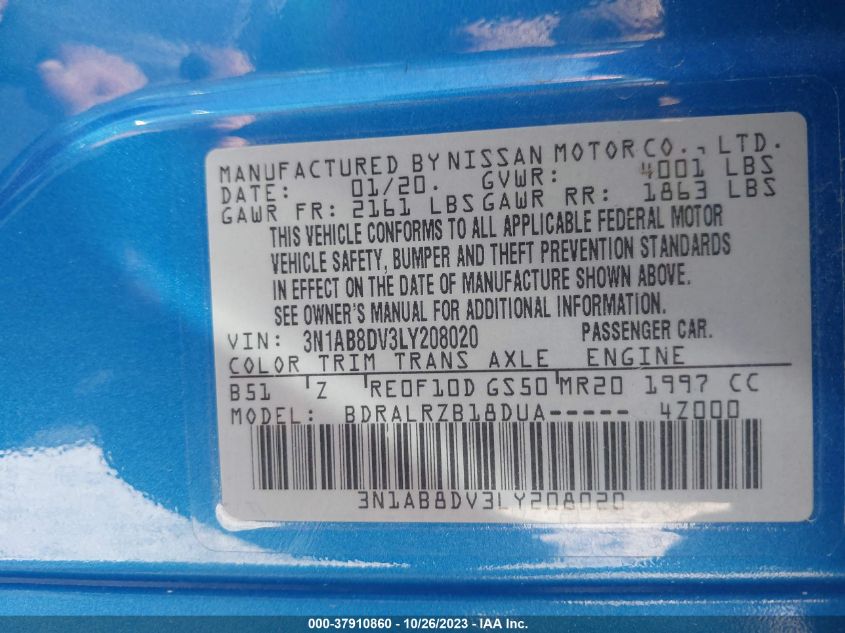 MANUFACTURED BY NISSAN MOTOR CO., LTD.
DATE: 01/20. GVWR: 4001 LBS
GAWR FR: 2161 LBS GAWR RR: 1863 LBS
THIS VEHICLE CONFORMS TO ALL APPLICABLE FEDERAL MOTOR
VEHICLE SAFETY, BUMPER AND THEFT PREVENTION STANDARDS
IN EFFECT ON THE DATE OF MANUFACTURE SHOWN ABOVE.
SEE OWNER'S MANUAL FOR ADDITIONAL INFORMATION.
VIN: 3N1AB8DV3LY208020 PASSENGER CAR.
COLOR TRIM TRANS AXLE ENGINE
B51 Z RE0F10D GS50 MR20 1997 CC
MODEL: BDRALRZB18DUA----- 4Z000
3N1AB8DV3LY208020
000-37910860 - 10/26/2023 - IAAI - Copart USA